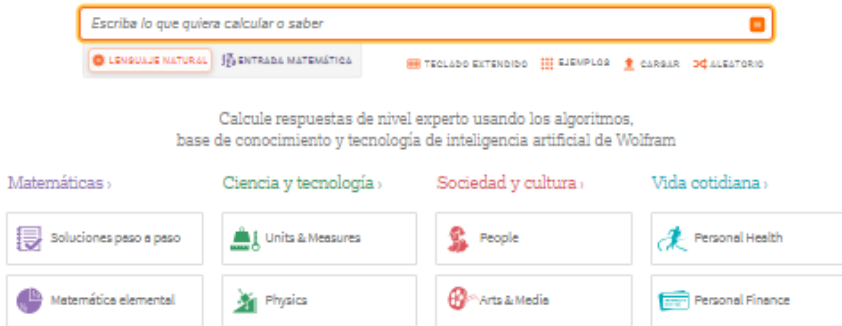 Escriba lo que quiera calcular o saber
LENGUAJE NATURAL
ENTRADA MATEMÁTICA
TECLADO EXTENDIDO
EJEMPLOS
CARGAR
ALEATORIO
Calcule respuestas de nivel experto usando los algoritmos,
base de conocimiento y tecnología de inteligencia artificial de Wolfram
Matemáticas ›
Ciencia y tecnología ›
Sociedad y cultura ›
Vida cotidiana ›
Soluciones paso a paso
Units & Measures
People
Personal Health
Matemática elemental
Physics
Arts & Media
Personal Finance